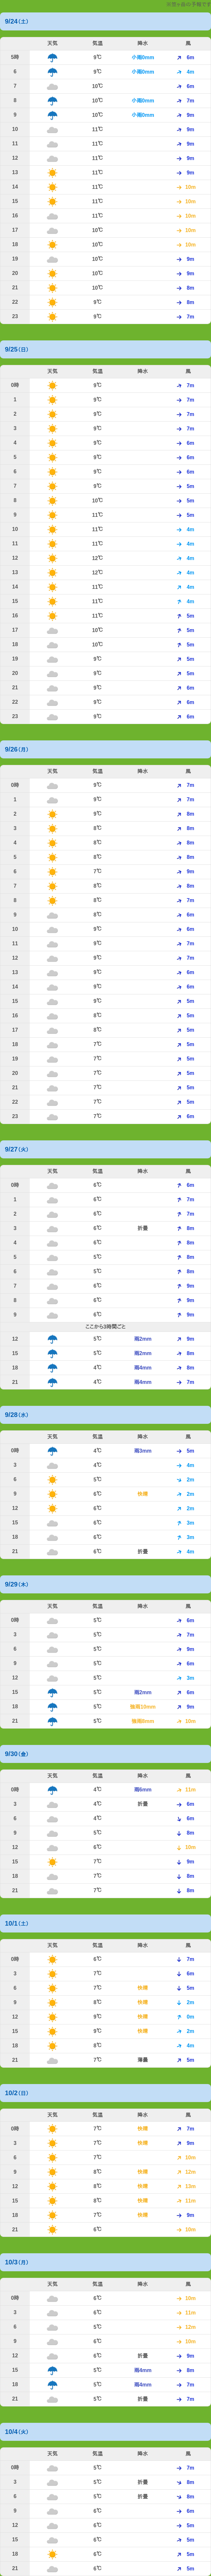 9/24(土)
天気 気温 降水 風
5時 9℃ 小雨0mm 6m
6 9℃ 小雨0mm 4m
7 10℃ 6m
8 10℃ 小雨0mm 7m
9 10℃ 小雨0mm 9m
10 11℃ 9m
11 11℃ 9m
12 11℃ 9m
13 11℃ 9m
14 11℃ 10m
15 11℃ 10m
16 11℃ 10m
17 10℃ 10m
18 10℃ 10m
19 10℃ 9m
20 10℃ 9m
21 10℃ 8m
22 9℃ 8m
23 9℃ 7m
9/25(日)
天気 気温 降水 風
0時 9℃ 7m
1 9℃ 7m
2 9℃ 7m
3 9℃ 7m
4 9℃ 6m
5 9℃ 6m
6 9℃ 6m
7 9℃ 5m
8 10℃ 5m
9 11℃ 5m
10 11℃ 4m
11 11℃ 4m
12 12℃ 4m
13 12℃ 4m
14 11℃ 4m
15 11℃ 4m
16 11℃ 5m
17 10℃ 5m
18 10℃ 5m
19 9℃ 5m
20 9℃ 5m
21 9℃ 6m
22 9℃ 6m
23 9℃ 6m
9/26(月)
天気 気温 降水 風
0時 9℃ 7m
1 9℃ 7m
2 9℃ 8m
3 8℃ 8m
4 8℃ 8m
5 8℃ 8m
6 7℃ 9m
7 8℃ 8m
8 8℃ 7m
9 8℃ 6m
10 9℃ 6m
11 9℃ 7m
12 9℃ 7m
13 9℃ 6m
14 9℃ 6m
15 9℃ 5m
16 8℃ 5m
17 8℃ 5m
18 7℃ 5m
19 7℃ 5m
20 7℃ 5m
21 7℃ 5m
22 7℃ 5m
23 7℃ 6m
9/27(火)
天気 気温 降水 風
0時 6℃ 6m
1 6℃ 7m
2 6℃ 7m
3 6℃ 折曇 8m
4 6℃ 8m
5 5℃ 8m
6 5℃ 8m
7 6℃ 9m
8 6℃ 9m
9 6℃ 9m
ここから3時間ごと
12 5℃ 雨2mm 9m
15 5℃ 雨2mm 8m
18 4℃ 雨4mm 8m
21 4℃ 雨4mm 7m
9/28(水)
天気 気温 降水 風
0時 4℃ 雨3mm 5m
3 4℃ 4m
6 5℃ 2m
9 6℃ 快晴 2m
12 6℃ 2m
15 6℃ 3m
18 6℃ 3m
21 6℃ 折曇 4m
9/29(木)
天気 気温 降水 風
0時 5℃ 6m
3 5℃ 7m
6 5℃ 9m
9 5℃ 6m
12 5℃ 3m
15 5℃ 雨2mm 6m
18 5℃ 強雨10mm 9m
21 5℃ 強雨8mm 10m
9/30(金)
天気 気温 降水 風
0時 4℃ 雨6mm 11m
3 4℃ 折曇 6m
6 4℃ 6m
9 5℃ 8m
12 6℃ 10m
15 7℃ 9m
18 7℃ 8m
21 7℃ 8m
10/1(土)
天気 気温 降水 風
0時 6℃ 7m
3 7℃ 6m
6 7℃ 快晴 5m
9 8℃ 快晴 2m
12 9℃ 快晴 0m
15 9℃ 快晴 2m
18 8℃ 4m
21 7℃ 薄曇 5m
10/2(日)
天気 気温 降水 風
0時 7℃ 快晴 7m
3 7℃ 快晴 9m
6 7℃ 10m
9 8℃ 快晴 12m
12 8℃ 快晴 13m
15 8℃ 快晴 11m
18 7℃ 快晴 9m
21 6℃ 10m
10/3(月)
天気 気温 降水 風
0時 6℃ 10m
3 6℃ 11m
6 5℃ 12m
9 6℃ 10m
12 6℃ 折曇 9m
15 5℃ 雨4mm 8m
18 5℃ 雨4mm 7m
21 5℃ 折曇 7m
10/4(火)
天気 気温 降水 風
0時 5℃ 7m
3 5℃ 折曇 8m
6 5℃ 折曇 8m
9 6℃ 6m
12 6℃ 5m
15 6℃ 5m
18 6℃ 5m
21 6℃ 5m